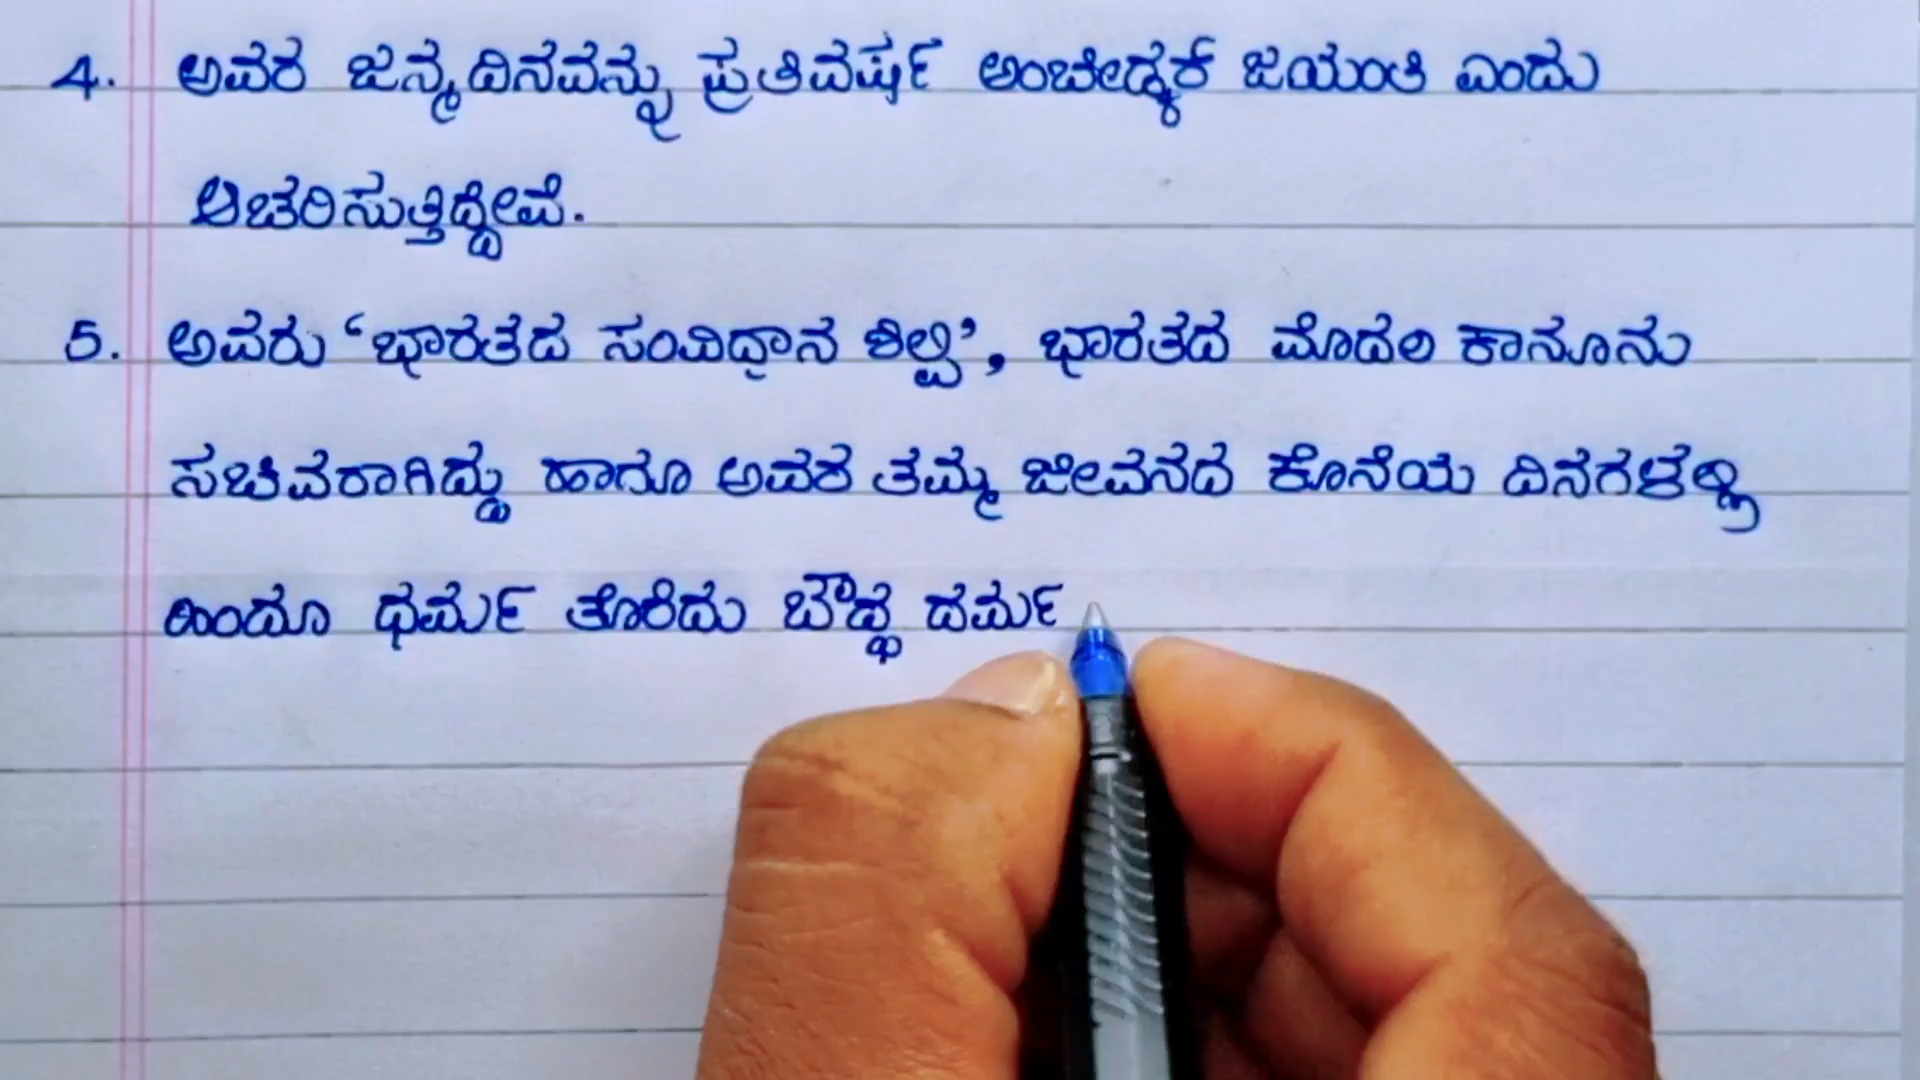 4. ಅವರ ಜನ್ಮದಿನವನ್ನು ಪ್ರತಿವರ್ಷ ಅಂಬೇಡ್ಕರ್ ಜಯಂತಿ ಎಂದು
ಆಚರಿಸುತ್ತಿದ್ದೇವೆ.
5. ಅವರು ‘ಭಾರತದ ಸಂವಿಧಾನ ಶಿಲ್ಪಿ’, ಭಾರತದ ಮೊದಲ ಕಾನೂನು
ಸಚಿವರಾಗಿದ್ದು ಹಾಗೂ ಅವರ ತಮ್ಮ ಜೀವನದ ಕೊನೆಯ ದಿನಗಳಲ್ಲಿ
ಹಿಂದೂ ಧರ್ಮ ತೊರೆದು ಬೌದ್ಧ ದರ್ಮ